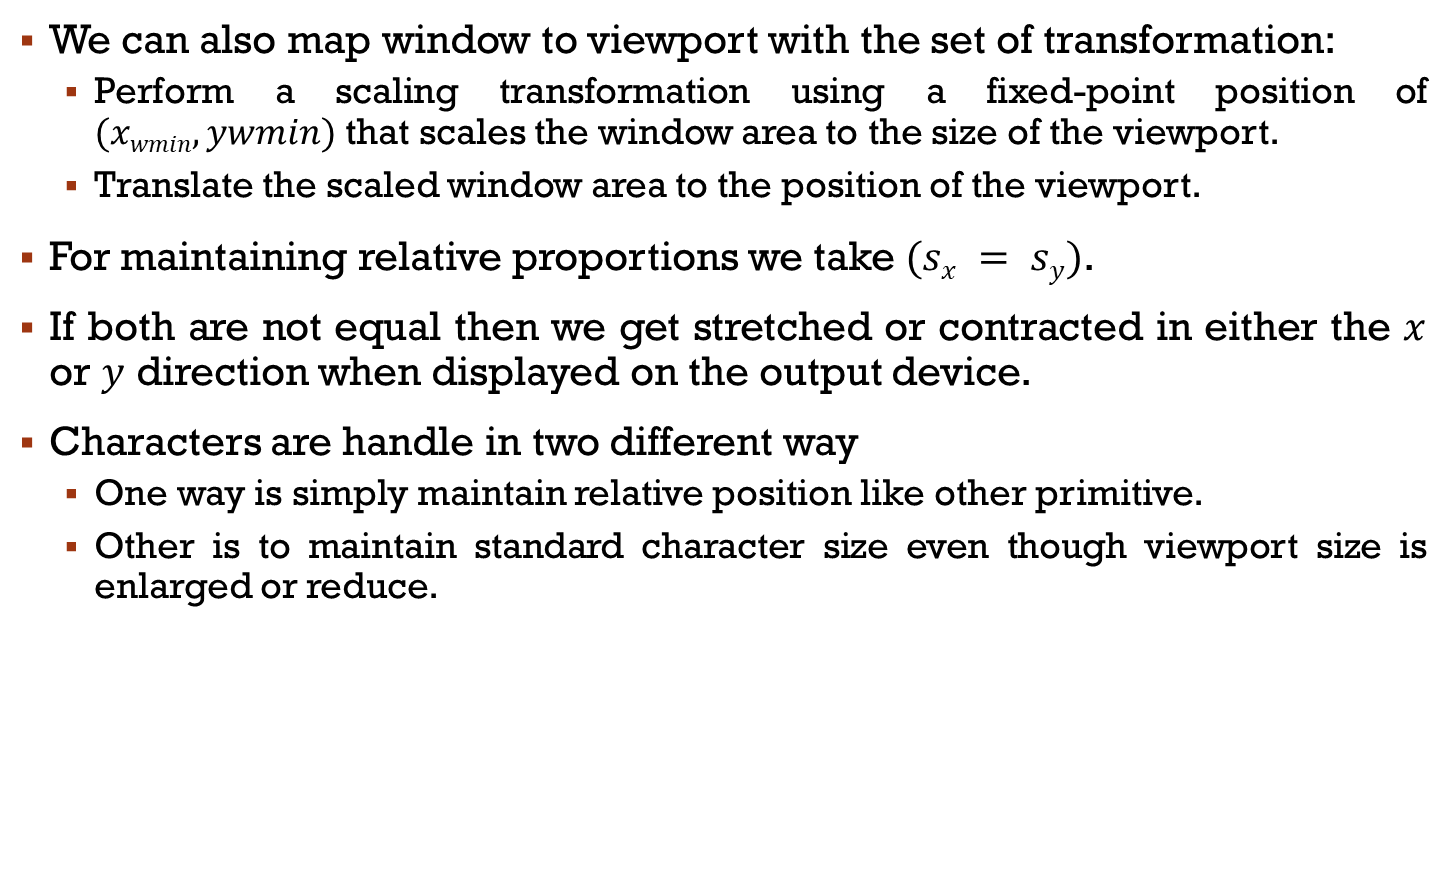 ▪ We can also map window to viewport with the set of transformation:
▪ Perform a scaling transformation using a fixed-point position of
(x_wmin, ywmin) that scales the window area to the size of the viewport.
▪ Translate the scaled window area to the position of the viewport.
▪ For maintaining relative proportions we take (s_x = s_y).
▪ If both are not equal then we get stretched or contracted in either the x
or y direction when displayed on the output device.
▪ Characters are handle in two different way
▪ One way is simply maintain relative position like other primitive.
▪ Other is to maintain standard character size even though viewport size is
enlarged or reduce.